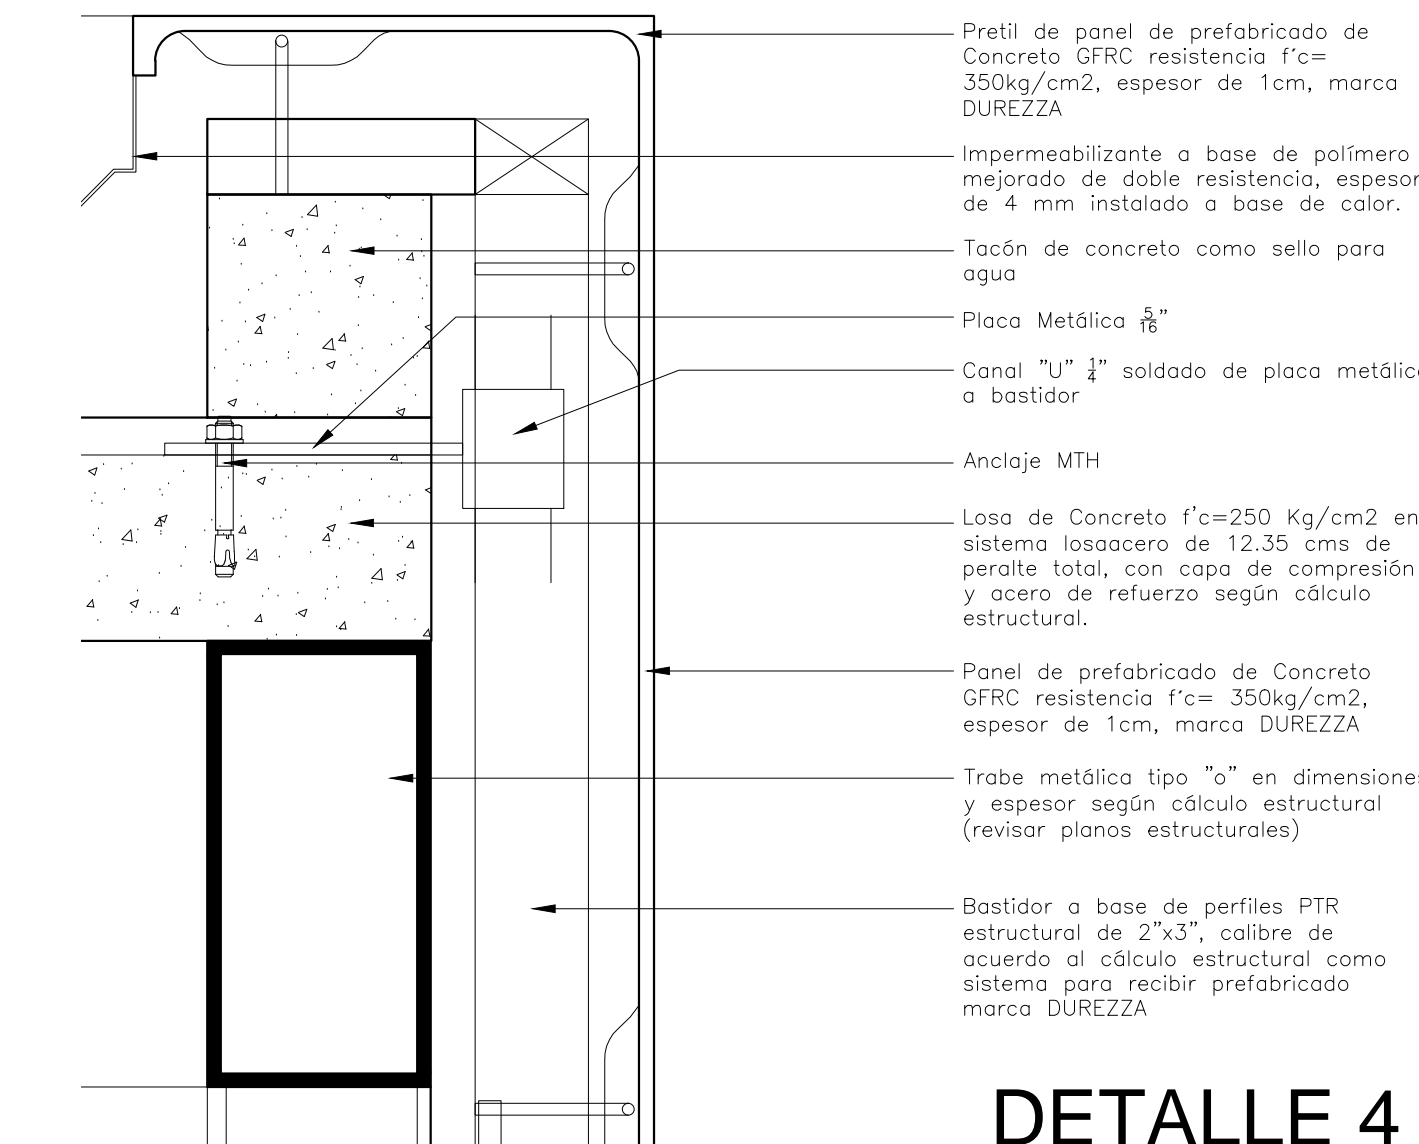 Pretil de panel de prefabricado de
Concreto GFRC resistencia f´c=
350kg/cm2, espesor de 1cm, marca
DUREZZA
Impermeabilizante a base de polímero
mejorado de doble resistencia, espesor
de 4 mm instalado a base de calor.
Tacón de concreto como sello para
agua
Placa Metálica 5/16"
Canal "U" 1/4" soldado de placa metálica
a bastidor
Anclaje MTH
Losa de Concreto f'c=250 Kg/cm2 en
sistema losaacero de 12.35 cms de
peralte total, con capa de compresión
y acero de refuerzo según cálculo
estructural.
Panel de prefabricado de Concreto
GFRC resistencia f´c= 350kg/cm2,
espesor de 1cm, marca DUREZZA
Trabe metálica tipo "o" en dimensiones
y espesor según cálculo estructural
(revisar planos estructurales)
Bastidor a base de perfiles PTR
estructural de 2"x3", calibre de
acuerdo al cálculo estructural como
sistema para recibir prefabricado
marca DUREZZA
DETALLE 4